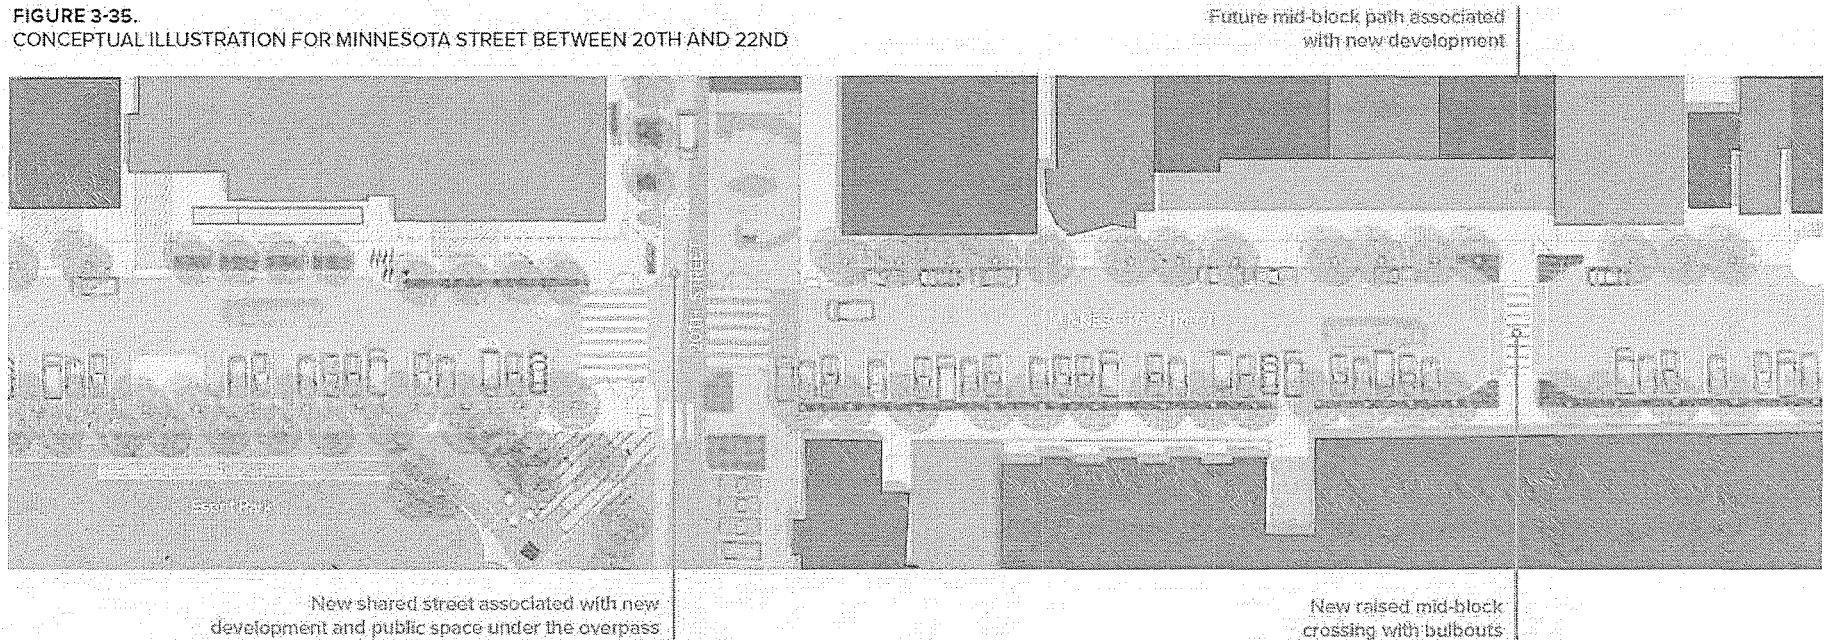 FIGURE 3-35.
CONCEPTUAL ILLUSTRATION FOR MINNESOTA STREET BETWEEN 20TH AND 22ND
Future mid-block path associated
with new development
20TH STREET
MINNESOTA STREET
Esprit Park
New shared street associated with new
development and public space under the overpass
New raised mid-block
crossing with bulbouts